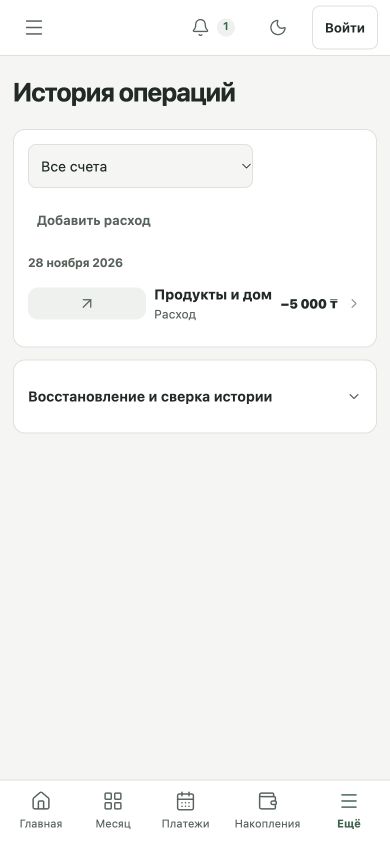 1
Войти
История операций
Все счета
Добавить расход
28 ноября 2026
Продукты и дом
−5 000 ₸
Расход
Восстановление и сверка истории
Главная
Месяц
Платежи
Накопления
Ещё